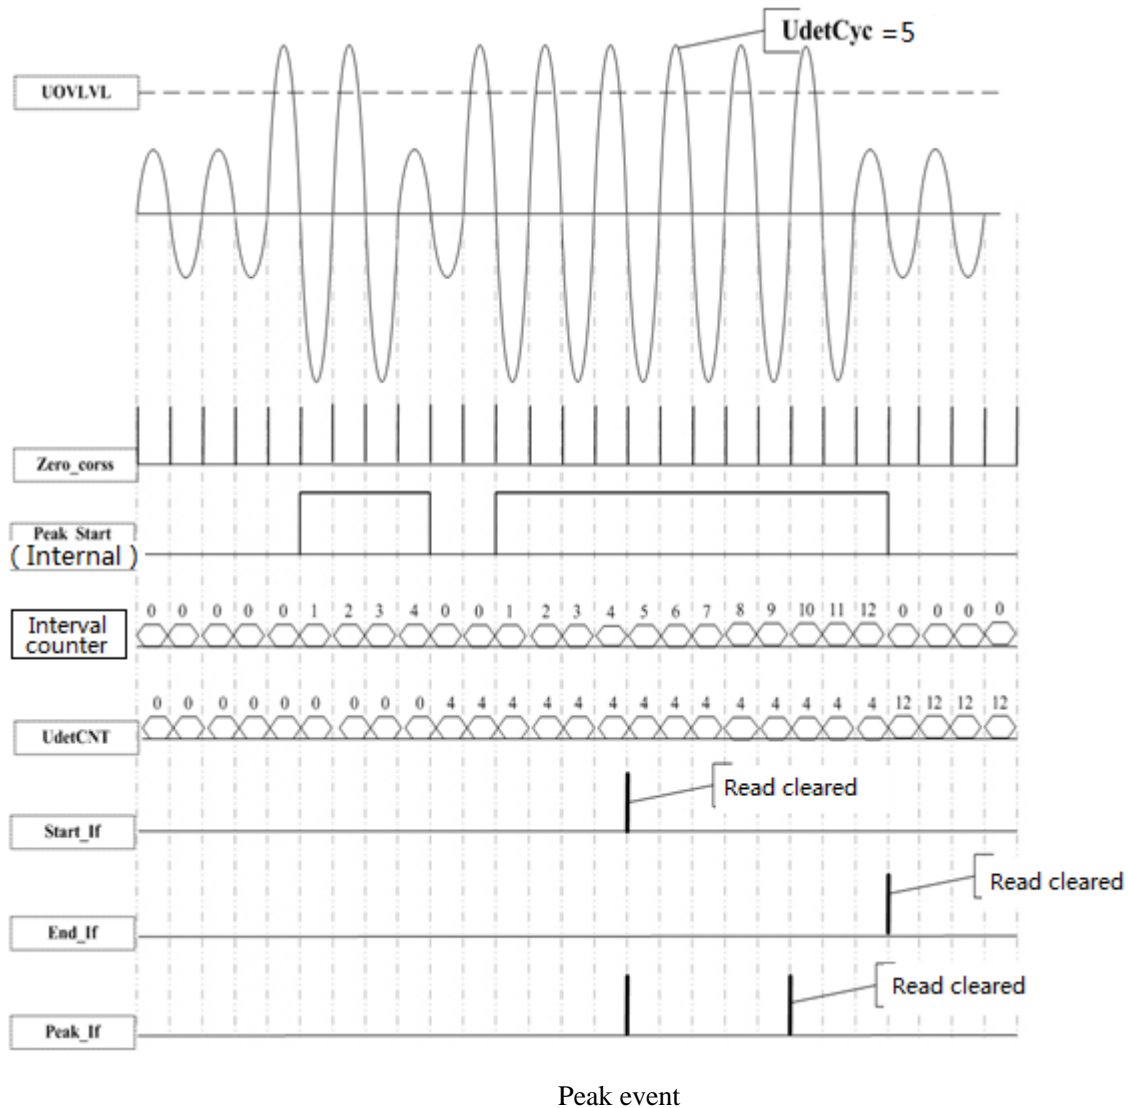 UdetCyc =5
UOVLVL
Zero_corss
Peak Start
( Internal )
0 0 0 0 0 1 2 3 4 0 0 1 2 3 4 5 6 7 8 9 10 11 12 0 0 0 0
Interval
counter
0 0 0 0 0 0 0 0 0 4 4 4 4 4 4 4 4 4 4 4 4 4 4 12 12 12 12
UdetCNT
Read cleared
Start_If
Read cleared
End_If
Read cleared
Peak_If
Peak event